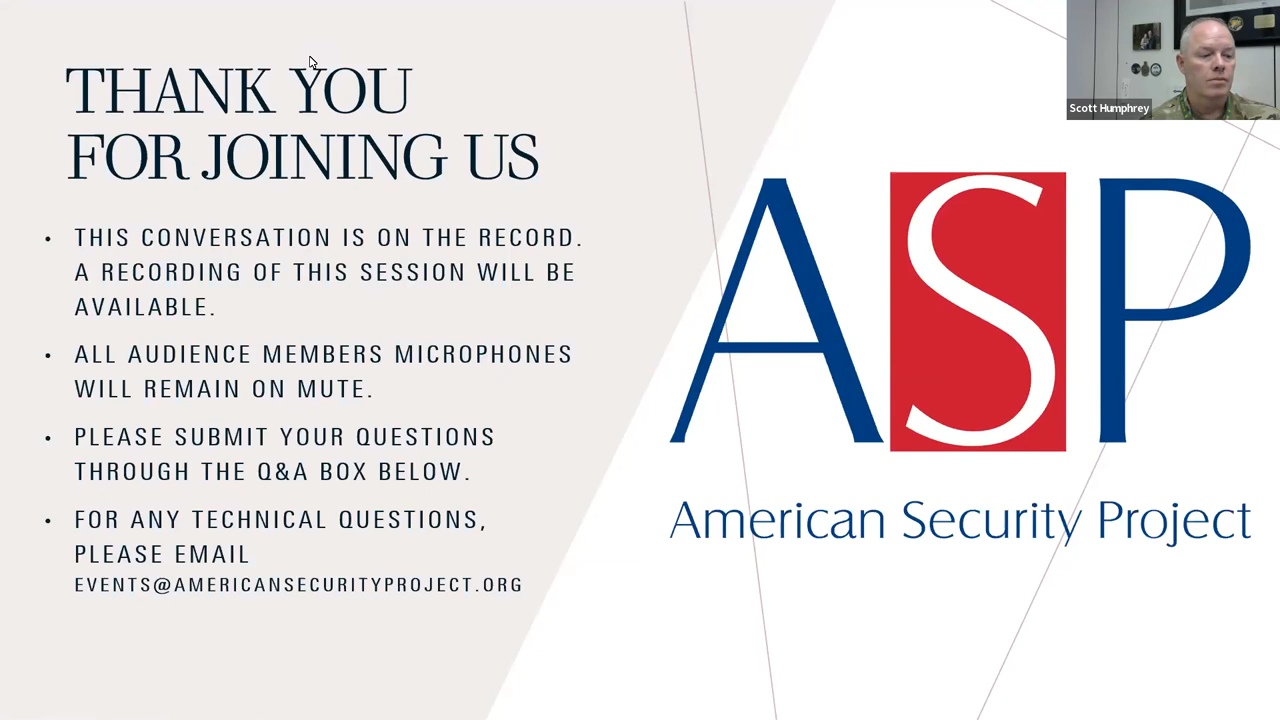 THANK YOU
FOR JOINING US
• THIS CONVERSATION IS ON THE RECORD.
A RECORDING OF THIS SESSION WILL BE
AVAILABLE.
• ALL AUDIENCE MEMBERS MICROPHONES
WILL REMAIN ON MUTE.
• PLEASE SUBMIT YOUR QUESTIONS
THROUGH THE Q&A BOX BELOW.
• FOR ANY TECHNICAL QUESTIONS,
PLEASE EMAIL
EVENTS@AMERICANSECURITYPROJECT.ORG
ASP
American Security Project
Scott Humphrey